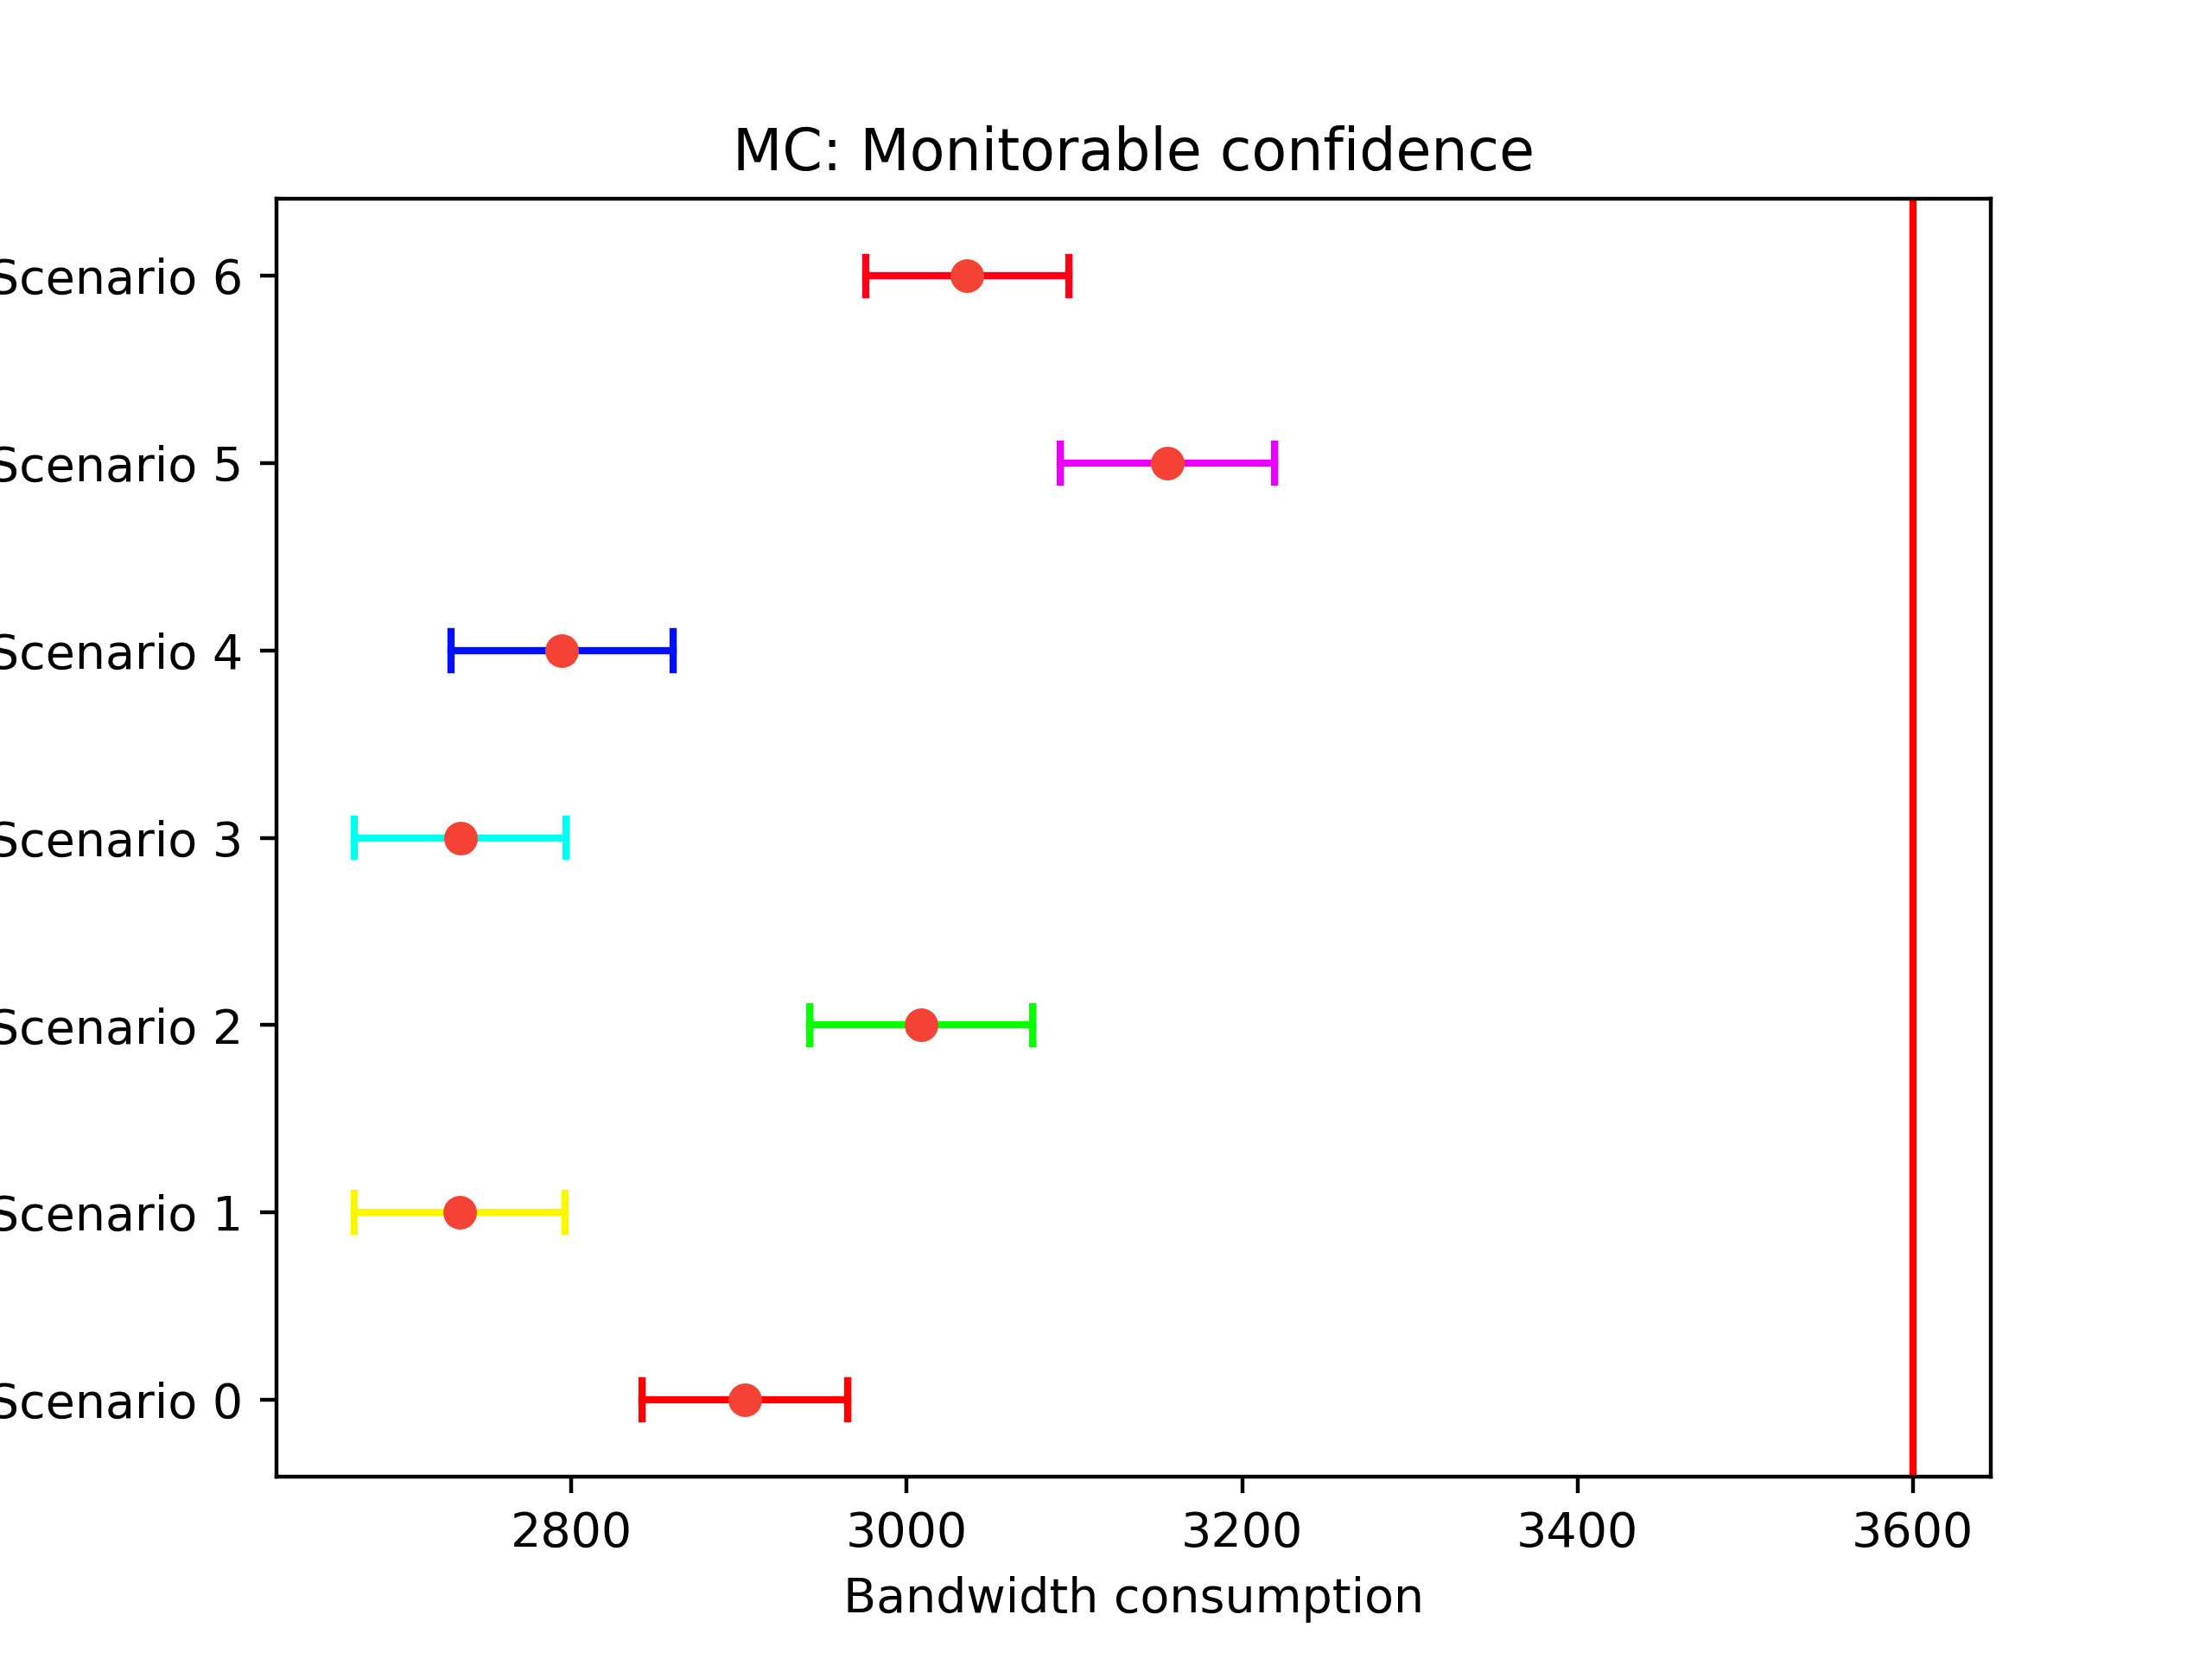 MC: Monitorable confidence
Scenario 6
Scenario 5
Scenario 4
Scenario 3
Scenario 2
Scenario 1
Scenario 0
2800 3000 3200 3400 3600
Bandwidth consumption